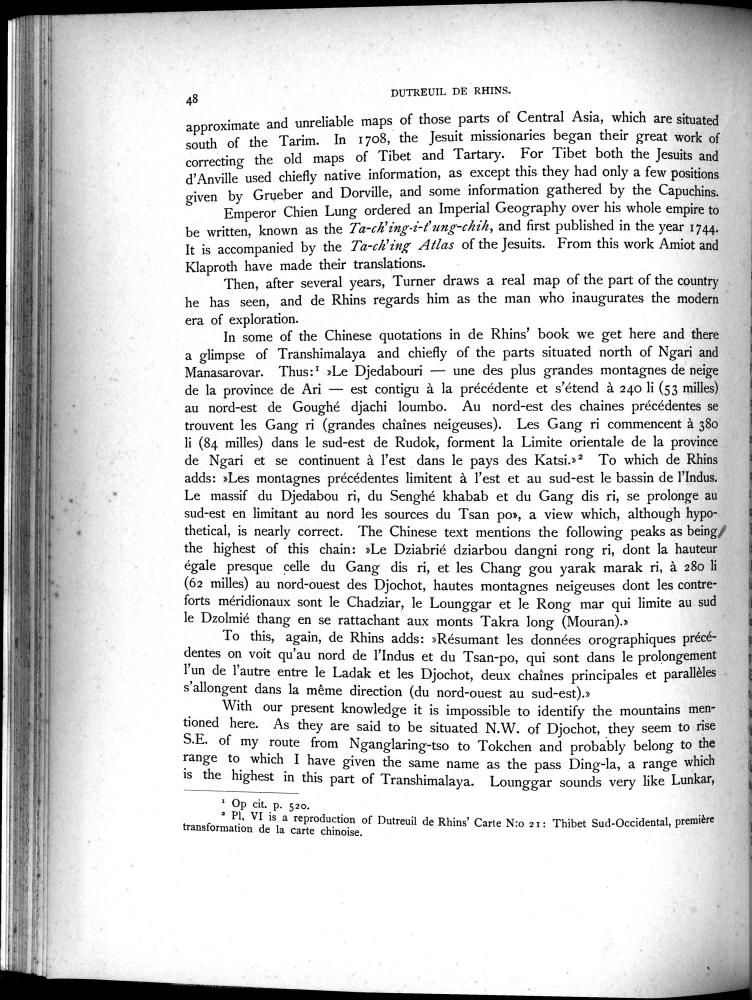 48
DUTREUIL DE RHINS.
approximate and unreliable maps of those parts of Central Asia, which are situated
south of the Tarim. In 1708, the Jesuit missionaries began their great work of
correcting the old maps of Tibet and Tartary. For Tibet both the Jesuits and
d'Anville used chiefly native information, as except this they had only a few positions
given by Grueber and Dorville, and some information gathered by the Capuchins.
Emperor Chien Lung ordered an Imperial Geography over his whole empire to
be written, known as the Ta-ch'ing-i-t'ung-chih, and first published in the year 1744.
It is accompanied by the Ta-ch'ing Atlas of the Jesuits. From this work Amiot and
Klaproth have made their translations.
Then, after several years, Turner draws a real map of the part of the country
he has seen, and de Rhins regards him as the man who inaugurates the modern
era of exploration.
In some of the Chinese quotations in de Rhins' book we get here and there
a glimpse of Transhimalaya and chiefly of the parts situated north of Ngari and
Manasarovar. Thus:¹ »Le Djedabouri — une des plus grandes montagnes de neige
de la province de Ari — est contigu à la précédente et s'étend à 240 li (53 milles)
au nord-est de Goughé djachi loumbo. Au nord-est des chaines précédentes se
trouvent les Gang ri (grandes chaînes neigeuses). Les Gang ri commencent à 380
li (84 milles) dans le sud-est de Rudok, forment la Limite orientale de la province
de Ngari et se continuent à l'est dans le pays des Katsi.»² To which de Rhins
adds: »Les montagnes précédentes limitent à l'est et au sud-est le bassin de l'Indus.
Le massif du Djedabou ri, du Senghé khabab et du Gang dis ri, se prolonge au
sud-est en limitant au nord les sources du Tsan po», a view which, although hypo-
thetical, is nearly correct. The Chinese text mentions the following peaks as being
the highest of this chain: »Le Dziabrié dziarbou dangni rong ri, dont la hauteur
égale presque celle du Gang dis ri, et les Chang gou yarak marak ri, à 280 li
(62 milles) au nord-ouest des Djochot, hautes montagnes neigeuses dont les contre-
forts méridionaux sont le Chadziar, le Lounggar et le Rong mar qui limite au sud
le Dzolmié thang en se rattachant aux monts Takra long (Mouran).»
To this, again, de Rhins adds: »Résumant les données orographiques précé-
dentes on voit qu'au nord de l'Indus et du Tsan-po, qui sont dans le prolongement
l'un de l'autre entre le Ladak et les Djochot, deux chaînes principales et parallèles
s'allongent dans la même direction (du nord-ouest au sud-est).»
With our present knowledge it is impossible to identify the mountains men-
tioned here. As they are said to be situated N.W. of Djochot, they seem to rise
S.E. of my route from Nganglaring-tso to Tokchen and probably belong to the
range to which I have given the same name as the pass Ding-la, a range which
is the highest in this part of Transhimalaya. Lounggar sounds very like Lunkar,
¹ Op cit. p. 520.
² Pl, VI is a reproduction of Dutreuil de Rhins' Carte N:o 21: Thibet Sud-Occidental, première
transformation de la carte chinoise.